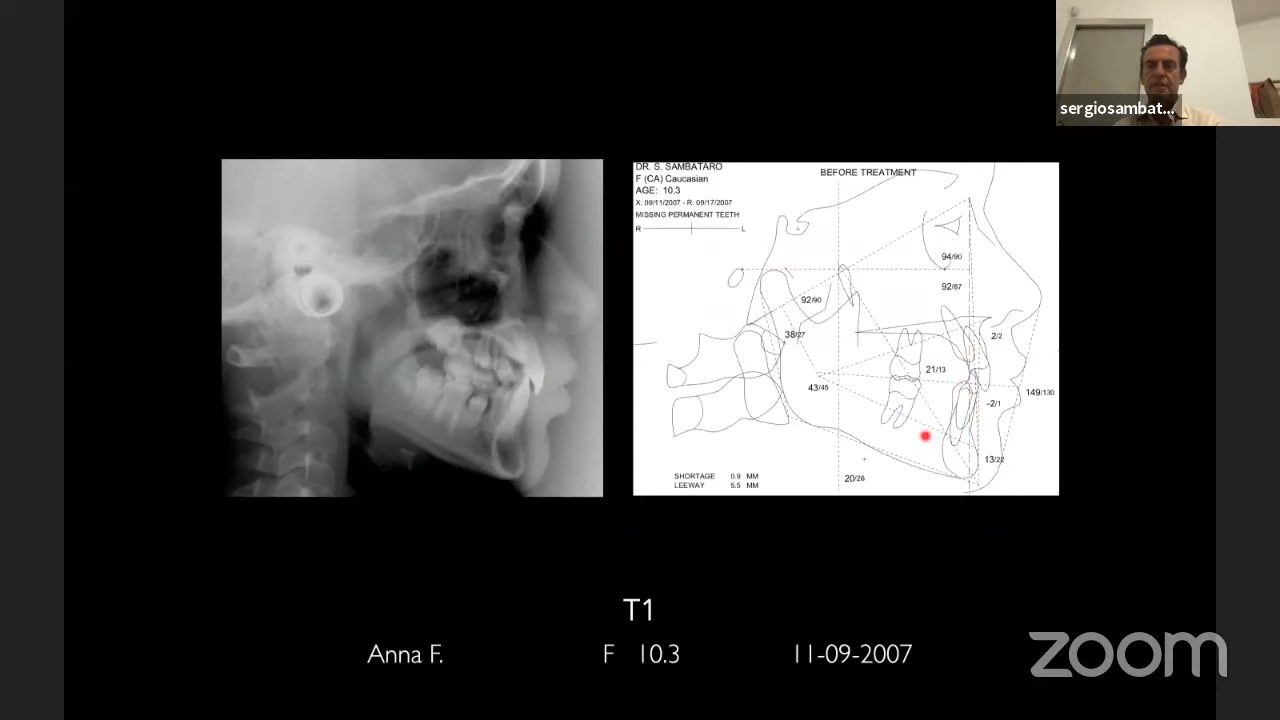 sergiosambat...
DR. S. SAMBATARO
F (CA) Caucasian
AGE: 10.3
X: 09/11/2007 - R: 09/17/2007
MISSING PERMANENT TEETH
R
L
BEFORE TREATMENT
94/90
92/87
92/90
38/27
2/2
21/13
43/45
149/130
-2/1
13/22
20/26
SHORTAGE 0.9 MM
LEEWAY 5.5 MM
T1
Anna F. F 10.3 11-09-2007
zoom